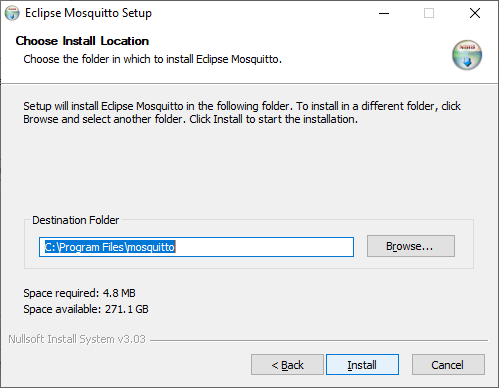 Eclipse Mosquitto Setup
Choose Install Location
Choose the folder in which to install Eclipse Mosquitto.
Setup will install Eclipse Mosquitto in the following folder. To install in a different folder, click
Browse and select another folder. Click Install to start the installation.
Destination Folder
C:\Program Files\mosquitto
Browse...
Space required: 4.8 MB
Space available: 271.1 GB
Nullsoft Install System v3.03
< Back
Install
Cancel